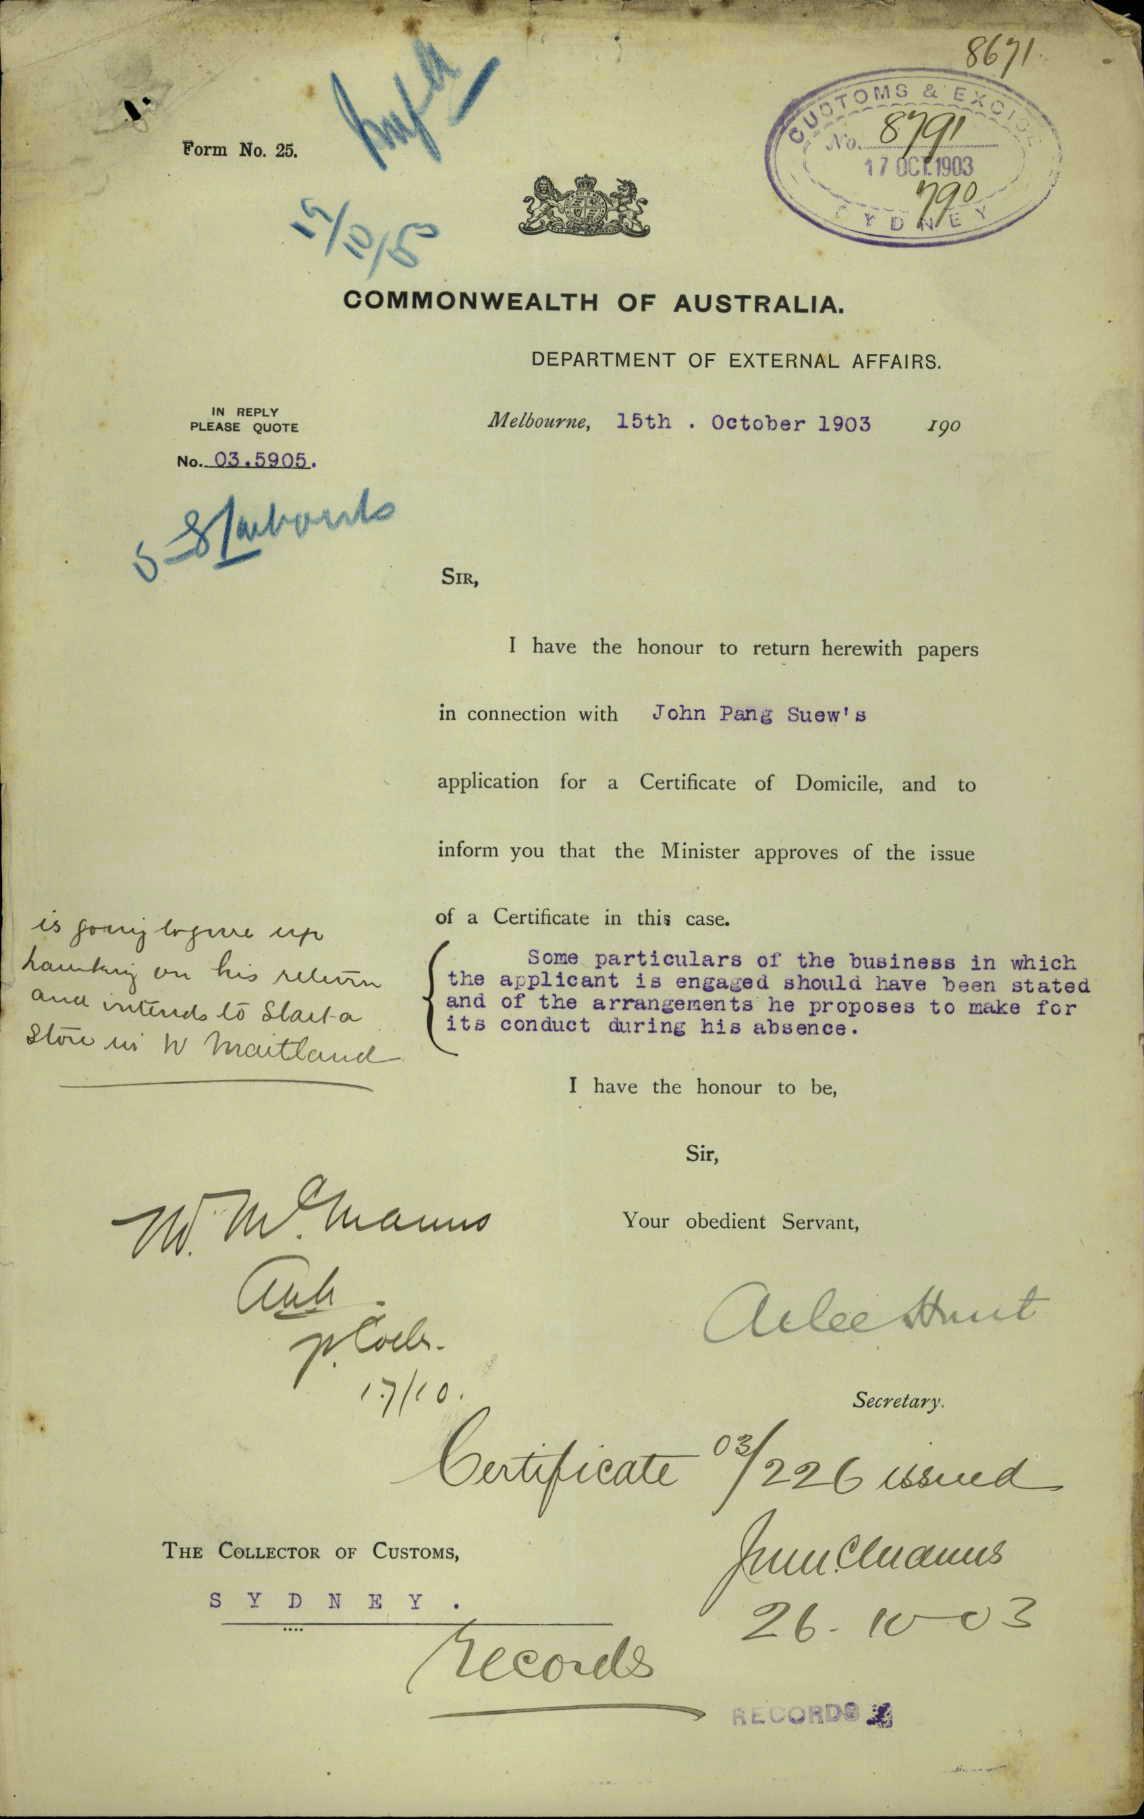 8671
CUSTOMS & EXCISE
No. 8791
17 OCT. 1903
790
SYDNEY
Form No. 25.
COMMONWEALTH OF AUSTRALIA.
DEPARTMENT OF EXTERNAL AFFAIRS.
IN REPLY
PLEASE QUOTE
No. 03.5905.
Melbourne, 15th . October 1903 190
SIR,
I have the honour to return herewith papers
in connection with John Pang Suew's
application for a Certificate of Domicile, and to
inform you that the Minister approves of the issue
of a Certificate in this case.
Some particulars of the business in which
the applicant is engaged should have been stated
and of the arrangements he proposes to make for
its conduct during his absence.
is going to give up
hawking on his return
and intends to start a
store in W Maitland
I have the honour to be,
Sir,
Your obedient Servant,
Atlee Hunt
Secretary.
W. McManus
17/10.
Certificate 03/226 issued
McManus
26-10-03
THE COLLECTOR OF CUSTOMS,
SYDNEY.
Records
RECORDS